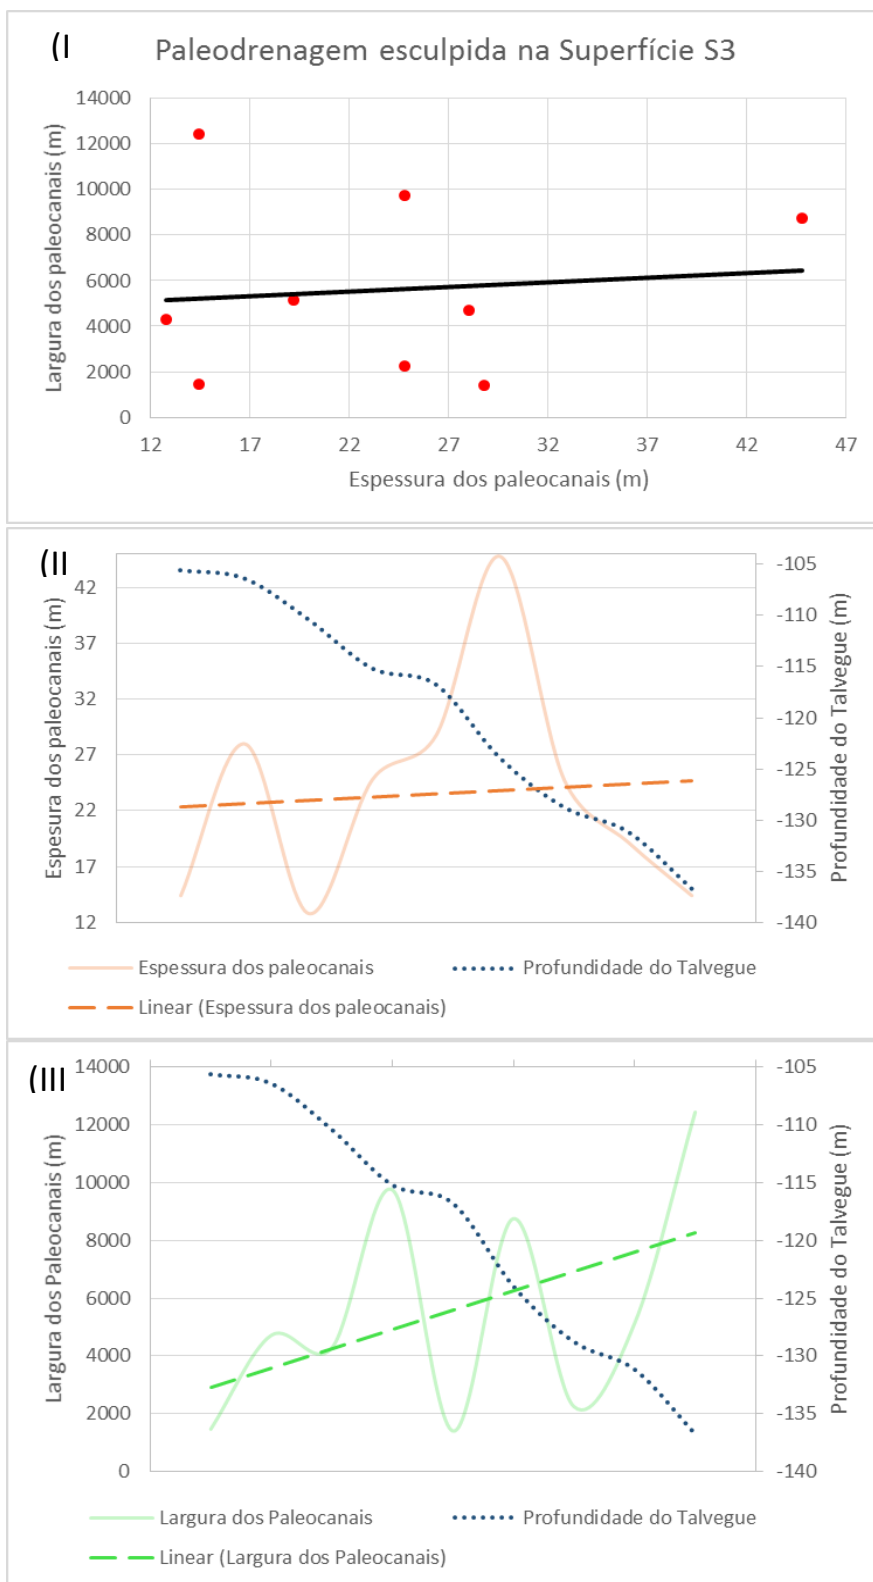 (I
Paleodrenagem esculpida na Superfície S3
Largura dos paleocanais (m)
14000
12000
10000
8000
6000
4000
2000
0
12 17 22 27 32 37 42 47
Espessura dos paleocanais (m)
(II
Espesura dos paleocanais (m)
42
37
32
27
22
17
12
-105
-110
-115
-120
-125
-130
-135
-140
Profundidade do Talvegue (m)
Espessura dos paleocanais
Profundidade do Talvegue
Linear (Espessura dos paleocanais)
(III
Largura dos Paleocanais (m)
14000
12000
10000
8000
6000
4000
2000
0
-105
-110
-115
-120
-125
-130
-135
-140
Profundidade do Talvegue (m)
Largura dos Paleocanais
Profundidade do Talvegue
Linear (Largura dos Paleocanais)